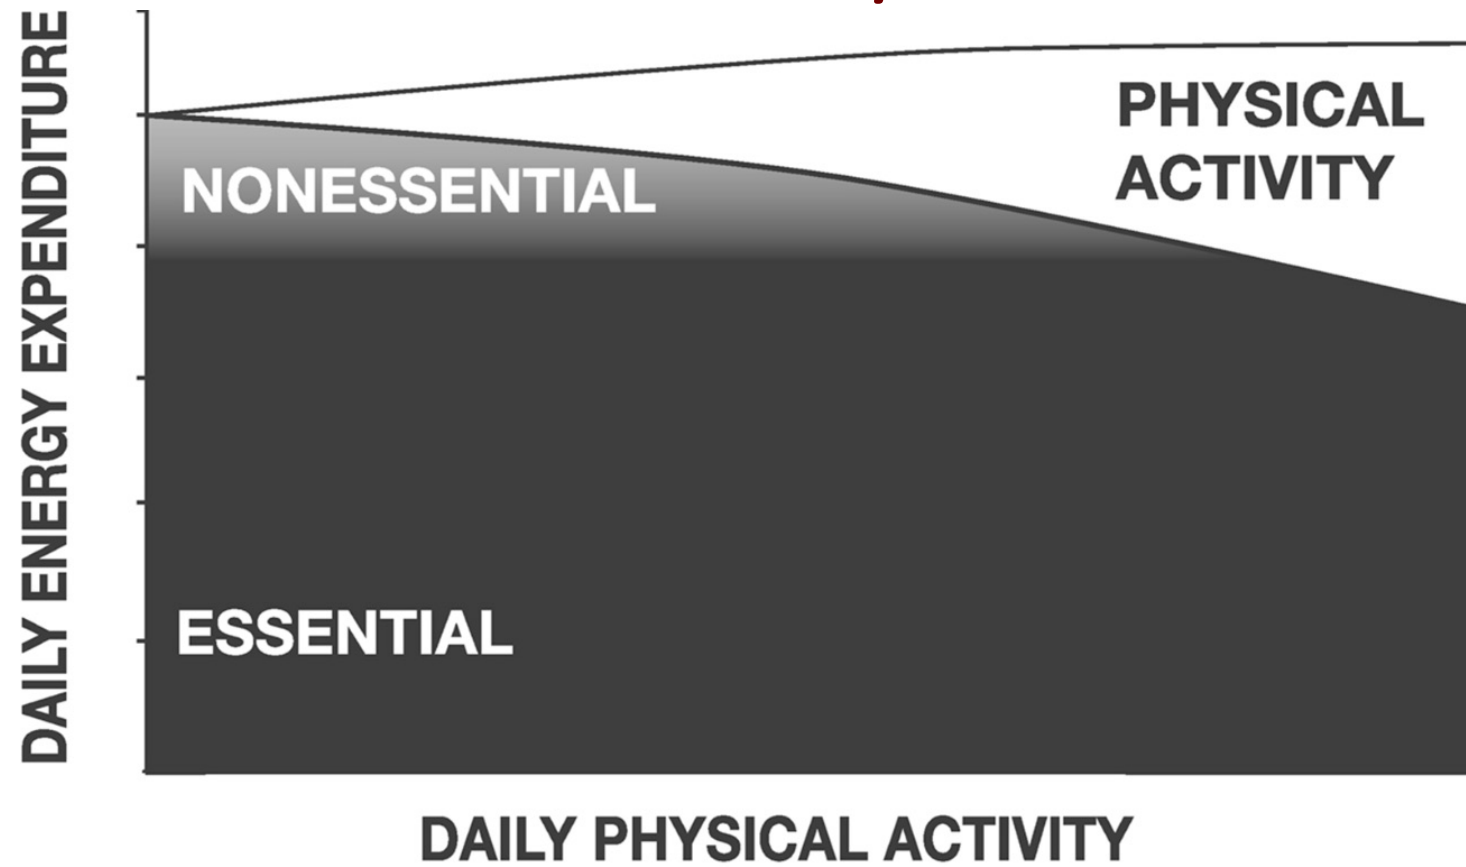 DAILY ENERGY EXPENDITURE
PHYSICAL
ACTIVITY
NONESSENTIAL
ESSENTIAL
DAILY PHYSICAL ACTIVITY